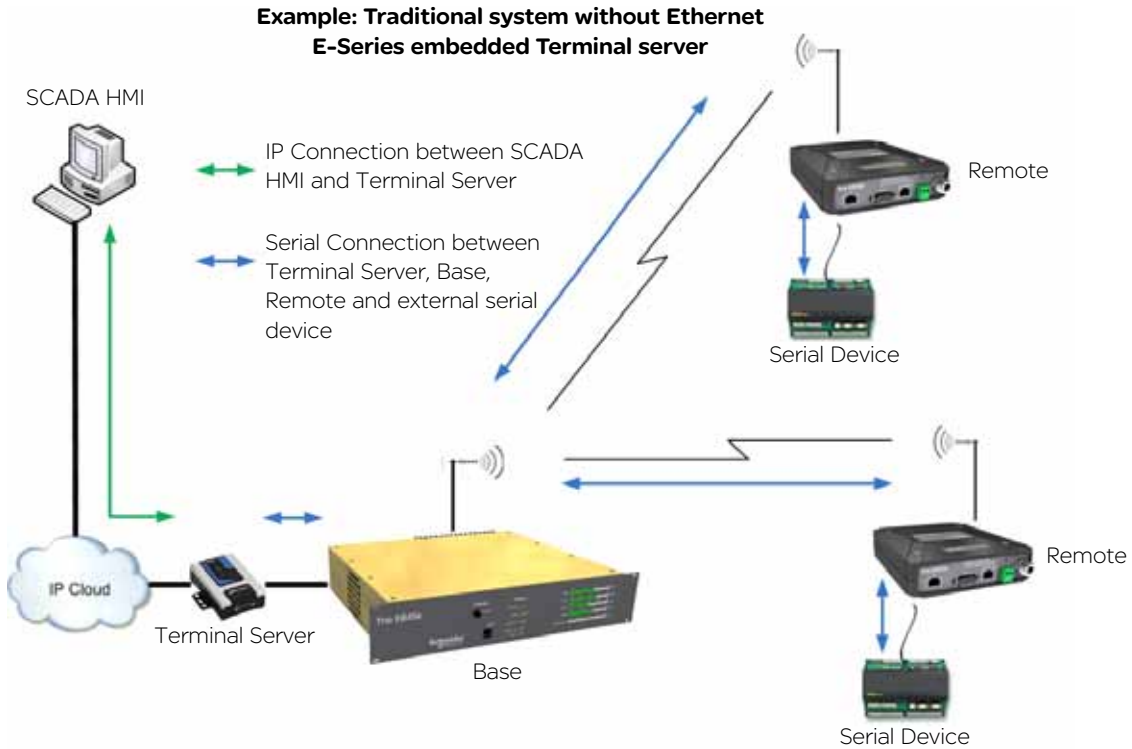 Example: Traditional system without Ethernet
E-Series embedded Terminal server
SCADA HMI
IP Connection between SCADA
HMI and Terminal Server
Serial Connection between
Terminal Server, Base,
Remote and external serial
device
Remote
Serial Device
Remote
IP Cloud
Terminal Server
Base
Serial Device